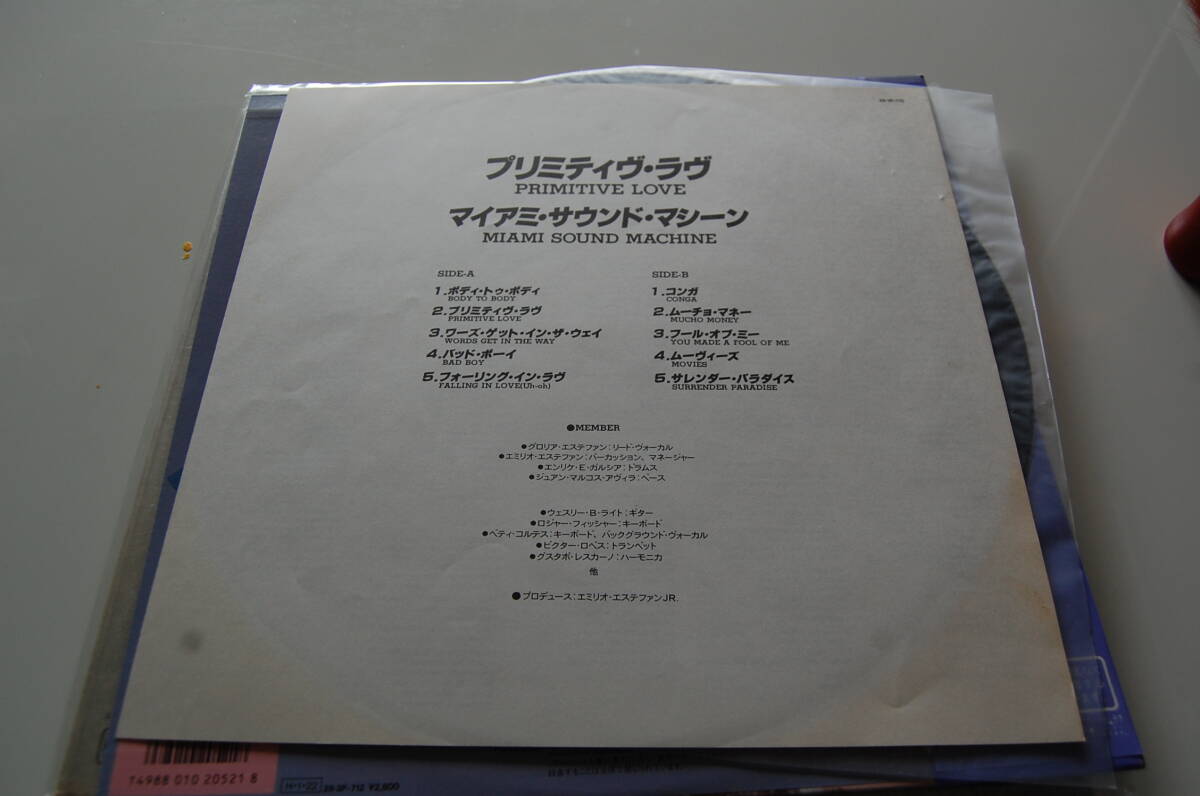 プリミティヴ・ラヴ
PRIMITIVE LOVE
マイアミ・サウンド・マシーン
MIAMI SOUND MACHINE
SIDE-A
1.ボディ・トゥ・ボディ
BODY TO BODY
2.プリミティヴ・ラヴ
PRIMITIVE LOVE
3.ワーズ・ゲット・イン・ザ・ウェイ
WORDS GET IN THE WAY
4.バッド・ボーイ
BAD BOY
5.フォーリング・イン・ラヴ
FALLING IN LOVE(Uh-oh)
SIDE-B
1.コンガ
CONGA
2.ムーチョ・マネー
MUCHO MONEY
3.フール・オブ・ミー
YOU MADE A FOOL OF ME
4.ムーヴィーズ
MOVIES
5.サレンダー・パラダイス
SURRENDER PARADISE
●MEMBER
●グロリア・エステファン：リード・ヴォーカル
●エミリオ・エステファン：パーカッション、マネージャー
●エンリケ・E・ガルシア：ドラムス
●ジュアン・マルコス・アヴィラ：ベース
●ウェスリー・B・ライト：ギター
●ロジャー・フィッシャー：キーボード
●ベティ・コルテス：キーボード、バックグラウンド・ヴォーカル
●ビクター・ロペス：トランペット
●グスタボ・レスカーノ：ハーモニカ
他
●プロデュース：エミリオ・エステファンJR.
T4988 010 20521 8
H・1・22 28・3P-712 ¥2,800